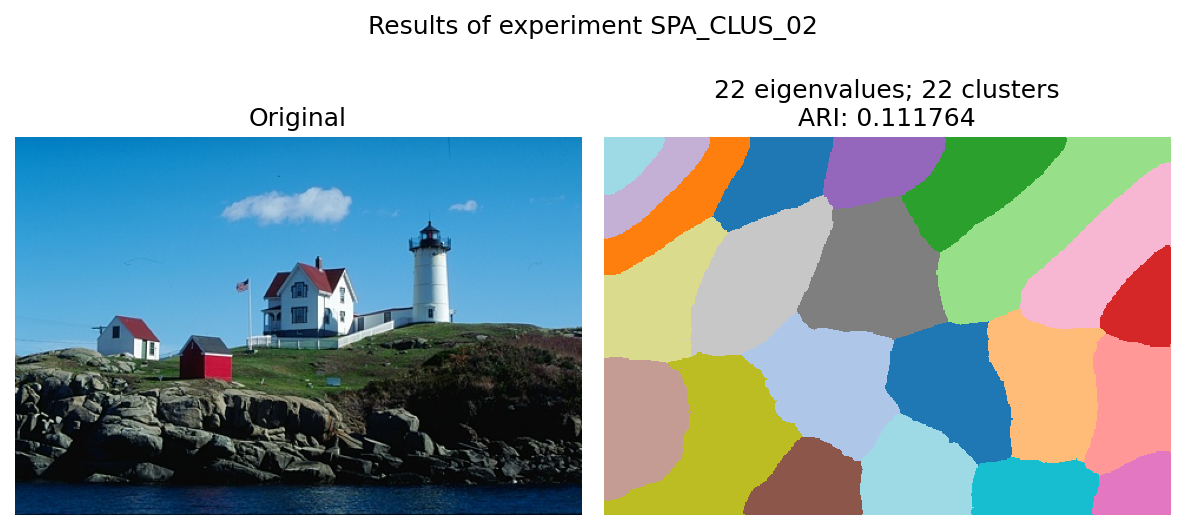 Results of experiment SPA_CLUS_02
Original
22 eigenvalues; 22 clusters
ARI: 0.111764